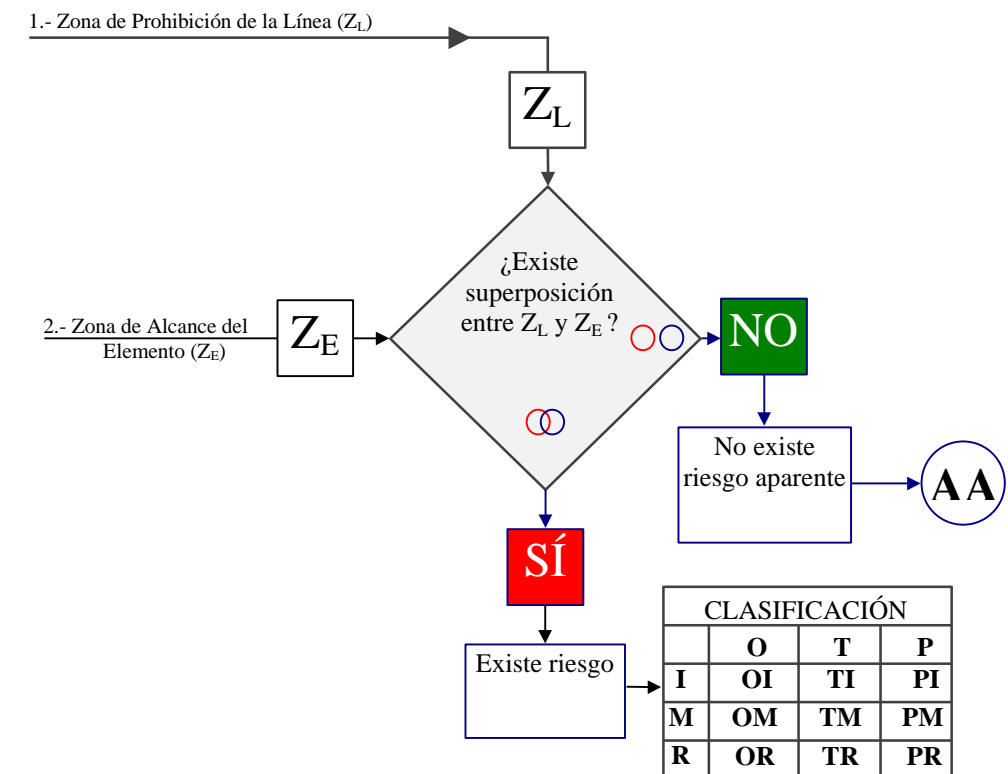 1.- Zona de Prohibición de la Línea (ZL)
ZL
¿Existe
superposición
entre ZL y ZE ?
2.- Zona de Alcance del
Elemento (ZE)
ZE
NO
No existe
riesgo aparente
AA
SÍ
Existe riesgo
CLASIFICACIÓN
O T P
I OI TI PI
M OM TM PM
R OR TR PR